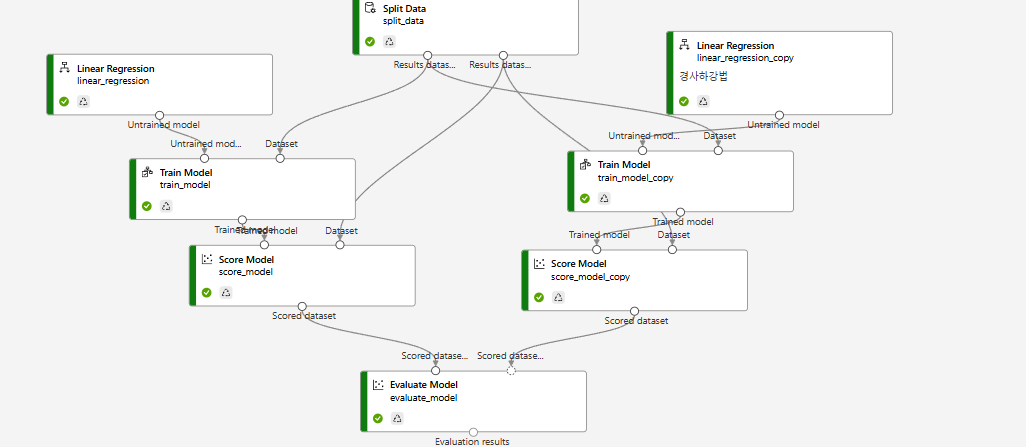 Split Data
split_data
Results datas...
Results datas...
Linear Regression
linear_regression
Untrained model
Linear Regression
linear_regression_copy
경사하강법
Untrained model
Untrained mod...
Dataset
Train Model
train_model
Trained model
Untrained mod...
Dataset
Train Model
train_model_copy
Trained model
Trained model
Dataset
Score Model
score_model
Scored dataset
Trained model
Dataset
Score Model
score_model_copy
Scored dataset
Scored datase...
Scored datase...
Evaluate Model
evaluate_model
Evaluation results